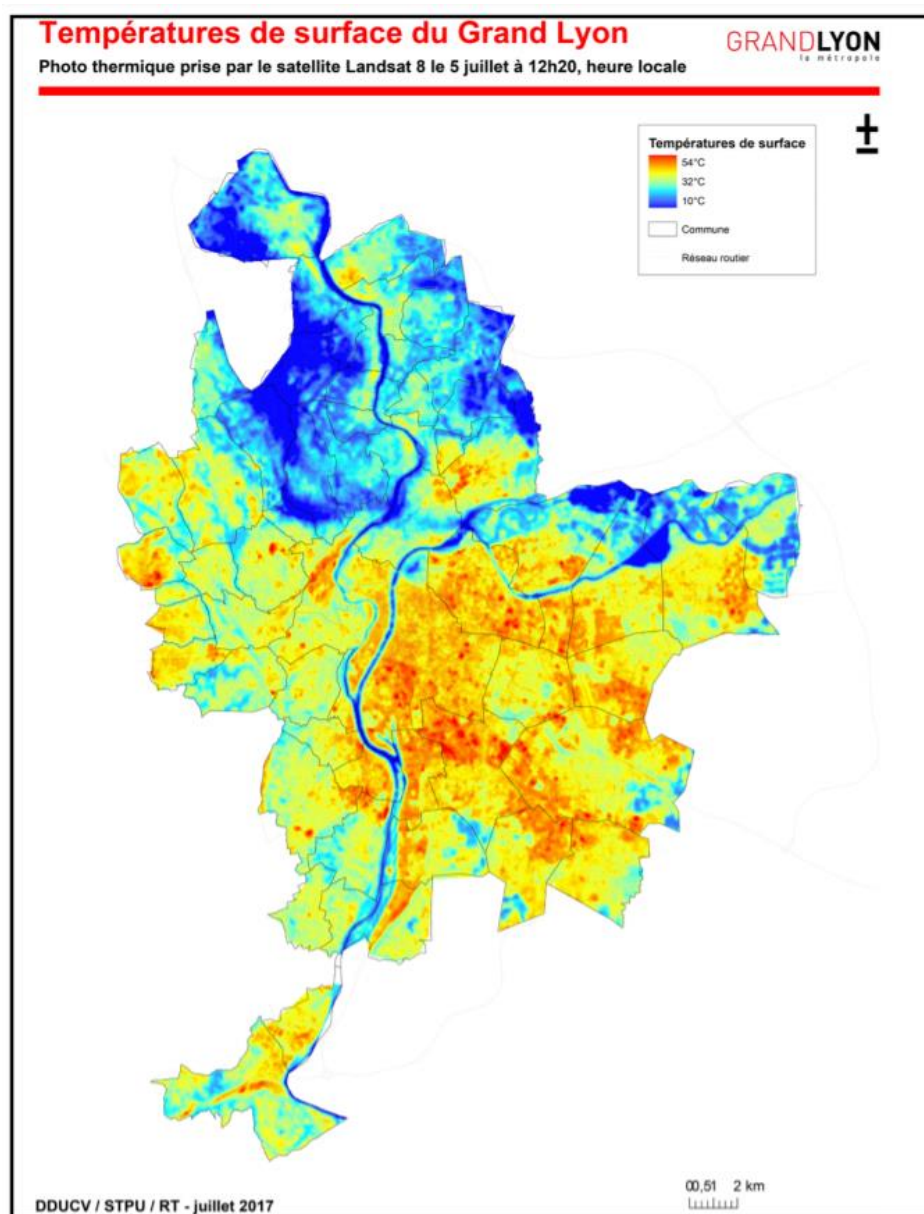 Températures de surface du Grand Lyon
GRANDLYON
la métropole
Photo thermique prise par le satellite Landsat 8 le 5 juillet à 12h20, heure locale
Températures de surface
54°C
32°C
10°C
Commune
Réseau routier
00,51 2 km
DDUCV / STPU / RT - juillet 2017